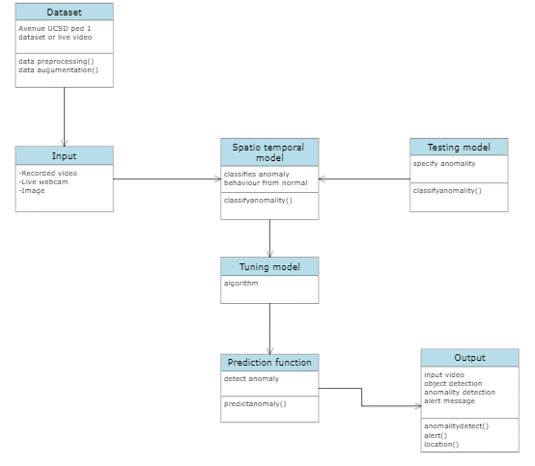 Dataset
Avenue UCSD ped 1
dataset or live video
data preprocessing()
data augumentation()
Input
-Recorded video
-Live webcam
-Image
Spatio temporal
model
classifies anomaly
behaviour from normal
classifyanomality()
Testing model
specify anomality
classifyanomality()
Tuning model
algorithm
Prediction function
detect anomaly
predictanomaly()
Output
input video
object detection
anomality detection
alert message
anomalitydetect()
alert()
location()